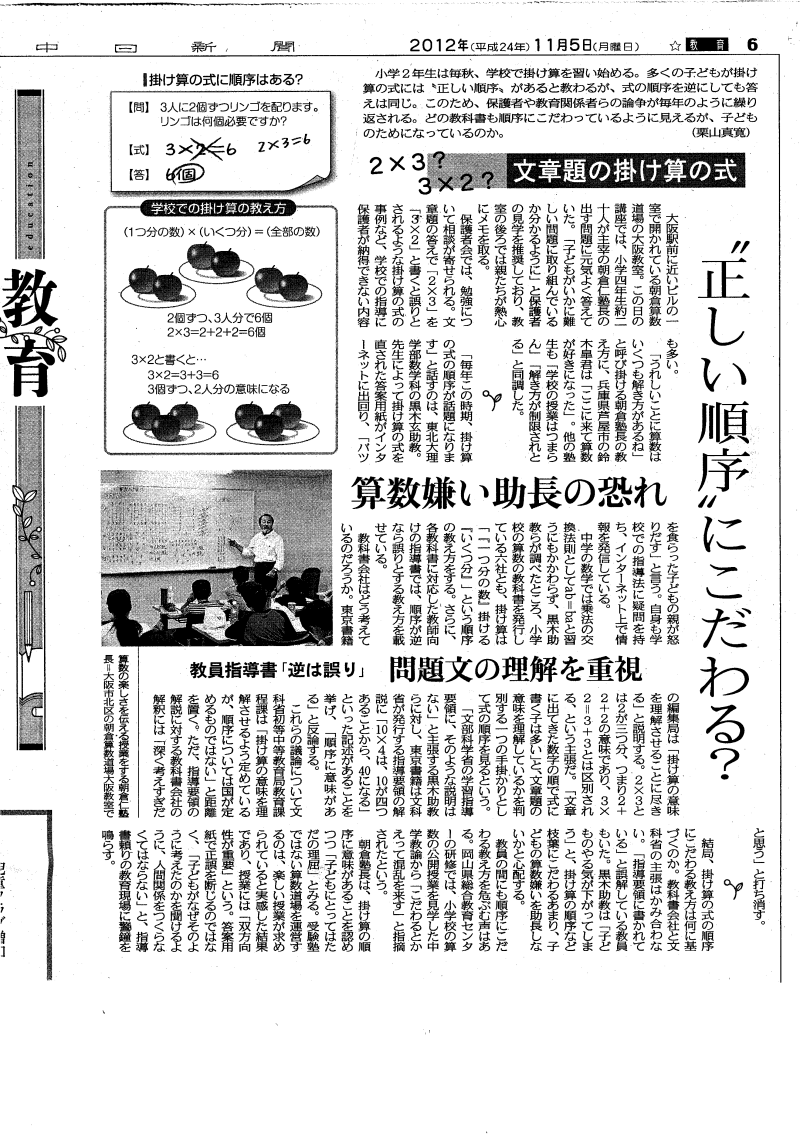 中日新聞
2012年(平成24年)11月5日(月曜日)
☆ 教育 6
小学2年生は毎秋、学校で掛け算を習い始める。多くの子どもが掛け
算の式には〝正しい順序〟があると教わるが、式の順序を逆にしても答
えは同じ。このため、保護者や教育関係者らの論争が毎年のように繰り
返される。どの教科書も順序にこだわっているように見えるが、子ども
のためになっているのか。
(栗山真寛)
2×3?
3×2?
文章題の掛け算の式
〝正しい順序〟にこだわる?
education
教育
掛け算の式に順序はある?
【問】 3人に2個ずつリンゴを配ります。
リンゴは何個必要ですか?
【式】 3×2=6 2×3=6
【答】 6個
学校での掛け算の教え方
(1つ分の数)×(いくつ分)=(全部の数)
2個ずつ、3人分で6個
2×3=2+2+2=6個
3×2と書くと…
3×2=3+3=6
3個ずつ、2人分の意味になる
大阪駅前に近いビルの一
室で開かれている朝倉算数
道場の大阪教室。この日の
講座では、小学四年生約二
十人が主宰の朝倉仁塾長の
出す問題に元気よく答えて
いた。「子どもがいかに難
しい問題に取り組んでいる
か分かるように」と保護者
の見学を推奨しており、教
室の後ろでは親たちが熱心
にメモを取る。
保護者会では、勉強につ
いて相談が寄せられる。文
章題の答えで「2×3」を
「3×2」と書くと誤りと
されるような掛け算の式の
事例など、学校での指導に
保護者が納得できない内容
も多い。
「うれしいことに算数は
いくつも解き方があるね」
と呼び掛ける朝倉塾長の教
え方に、兵庫県芦屋市の鈴
木皐君は「ここに来て算数
が好きになった」。他の塾
生も「学校の授業はつまら
ん」「解き方が制限されと
る」と同調した。
「毎年この時期、掛け算
の式の順序が話題になりま
す」と話すのは、東北大理
学部数学科の黒木玄助教。
先生によって掛け算の式を
直された答案用紙がインタ
ーネットに出回り、「バツ
算数嫌い助長の恐れ
を食らった子どもの親が怒
りだす」と言う。自身も学
校での指導法に疑問を持
ち、インターネット上で情
報を発信している。
中学の数学では乗法の交
換法則としてab=baと習
うにもかかわらず、黒木助
教らが調べたところ、小学
校の算数の教科書を発行し
ている六社とも、掛け算は
「『一つ分の数』掛ける
『いくつ分』」という順序
の教え方をする。さらに、
各教科書に対応した教師向
けの指導書では、順序が逆
なら誤りとする教え方を載
せている。
教科書会社はどう考えて
いるのだろうか。東京書籍
算数の楽しさを伝える授業をする朝倉仁塾
長=大阪市北区の朝倉算数道場大阪教室で
教員指導書「逆は誤り」
問題文の理解を重視
の編集局は「掛け算の意味
を理解させることに尽き
る」と説明する。2×3と
は2が三つ分、つまり2+
2+2の意味であり、3×
2=3+3とは区別され
る、という主張だ。「文章
に出てきた数字の順で式に
書く子は多い」と、文章題の
意味を理解しているかを判
別する一つの手掛かりとし
て式の順序を見るという。
「文部科学省の学習指導
要領に、そのような説明は
ない」と主張する黒木助教
らに対し、東京書籍は文科
省が発行する指導要領の解
説に「10×4は、10が四つ
あることから、40になる」
といった記述があることを
挙げ、「順序に意味があ
る」と反論する。
これらの議論について文
科省初等中等教育局教育課
程課は「掛け算の意味を理
解させるよう定めている
が、順序については国が定
めるものではない」と距離
を置く。ただ、指導要領の
解説に対する教科書会社の
解釈には「深く考えすぎだ
と思う」と打ち消す。
結局、掛け算の式の順序
にこだわる教え方は何に基
づくのか。教科書会社と文
科省の主張はかみ合わな
い。「指導要領に書かれて
いる」と誤解している教員
もいた。黒木助教は「子ど
ものやる気が下がってしま
う」と、掛け算の順序など
枝葉にこだわるあまり、子
どもの算数嫌いを助長しな
いかと心配する。
教員の間にも順序にこだ
わる教え方を危ぶむ声はあ
る。岡山県総合教育センタ
ーの研修では、小学校の算
数の公開授業を見学した中
学教諭から「こだわるとか
えって混乱を来す」と指摘
されたという。
朝倉塾長は、掛け算の順
序に意味があることを認め
つつ「子どもにとってはた
だの理屈」とみる。受験塾
ではない算数道場を運営す
るのは、楽しい授業が求め
られていると実感した結果
であり、授業には「双方向
性が重要」という。答案用
紙で正誤を断じるのではな
く、「子どもがなぜそのよ
うに考えたのかを聞けるよ
うに、人間関係をつくらな
くてはならない」と、指導
書頼りの教育現場に警鐘を
鳴らす。